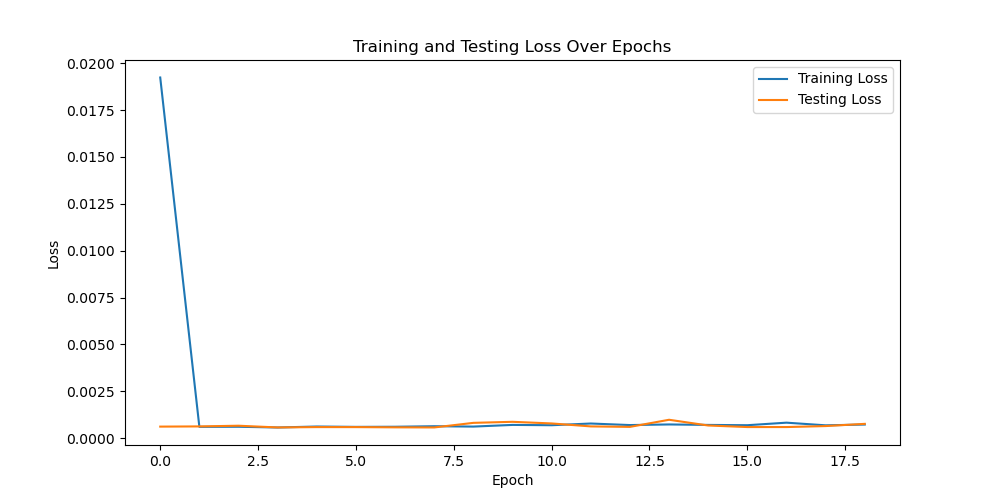 Training and Testing Loss Over Epochs
Training Loss
Testing Loss
0.0200
0.0175
0.0150
0.0125
0.0100
0.0075
0.0050
0.0025
0.0000
Loss
0.0 2.5 5.0 7.5 10.0 12.5 15.0 17.5
Epoch